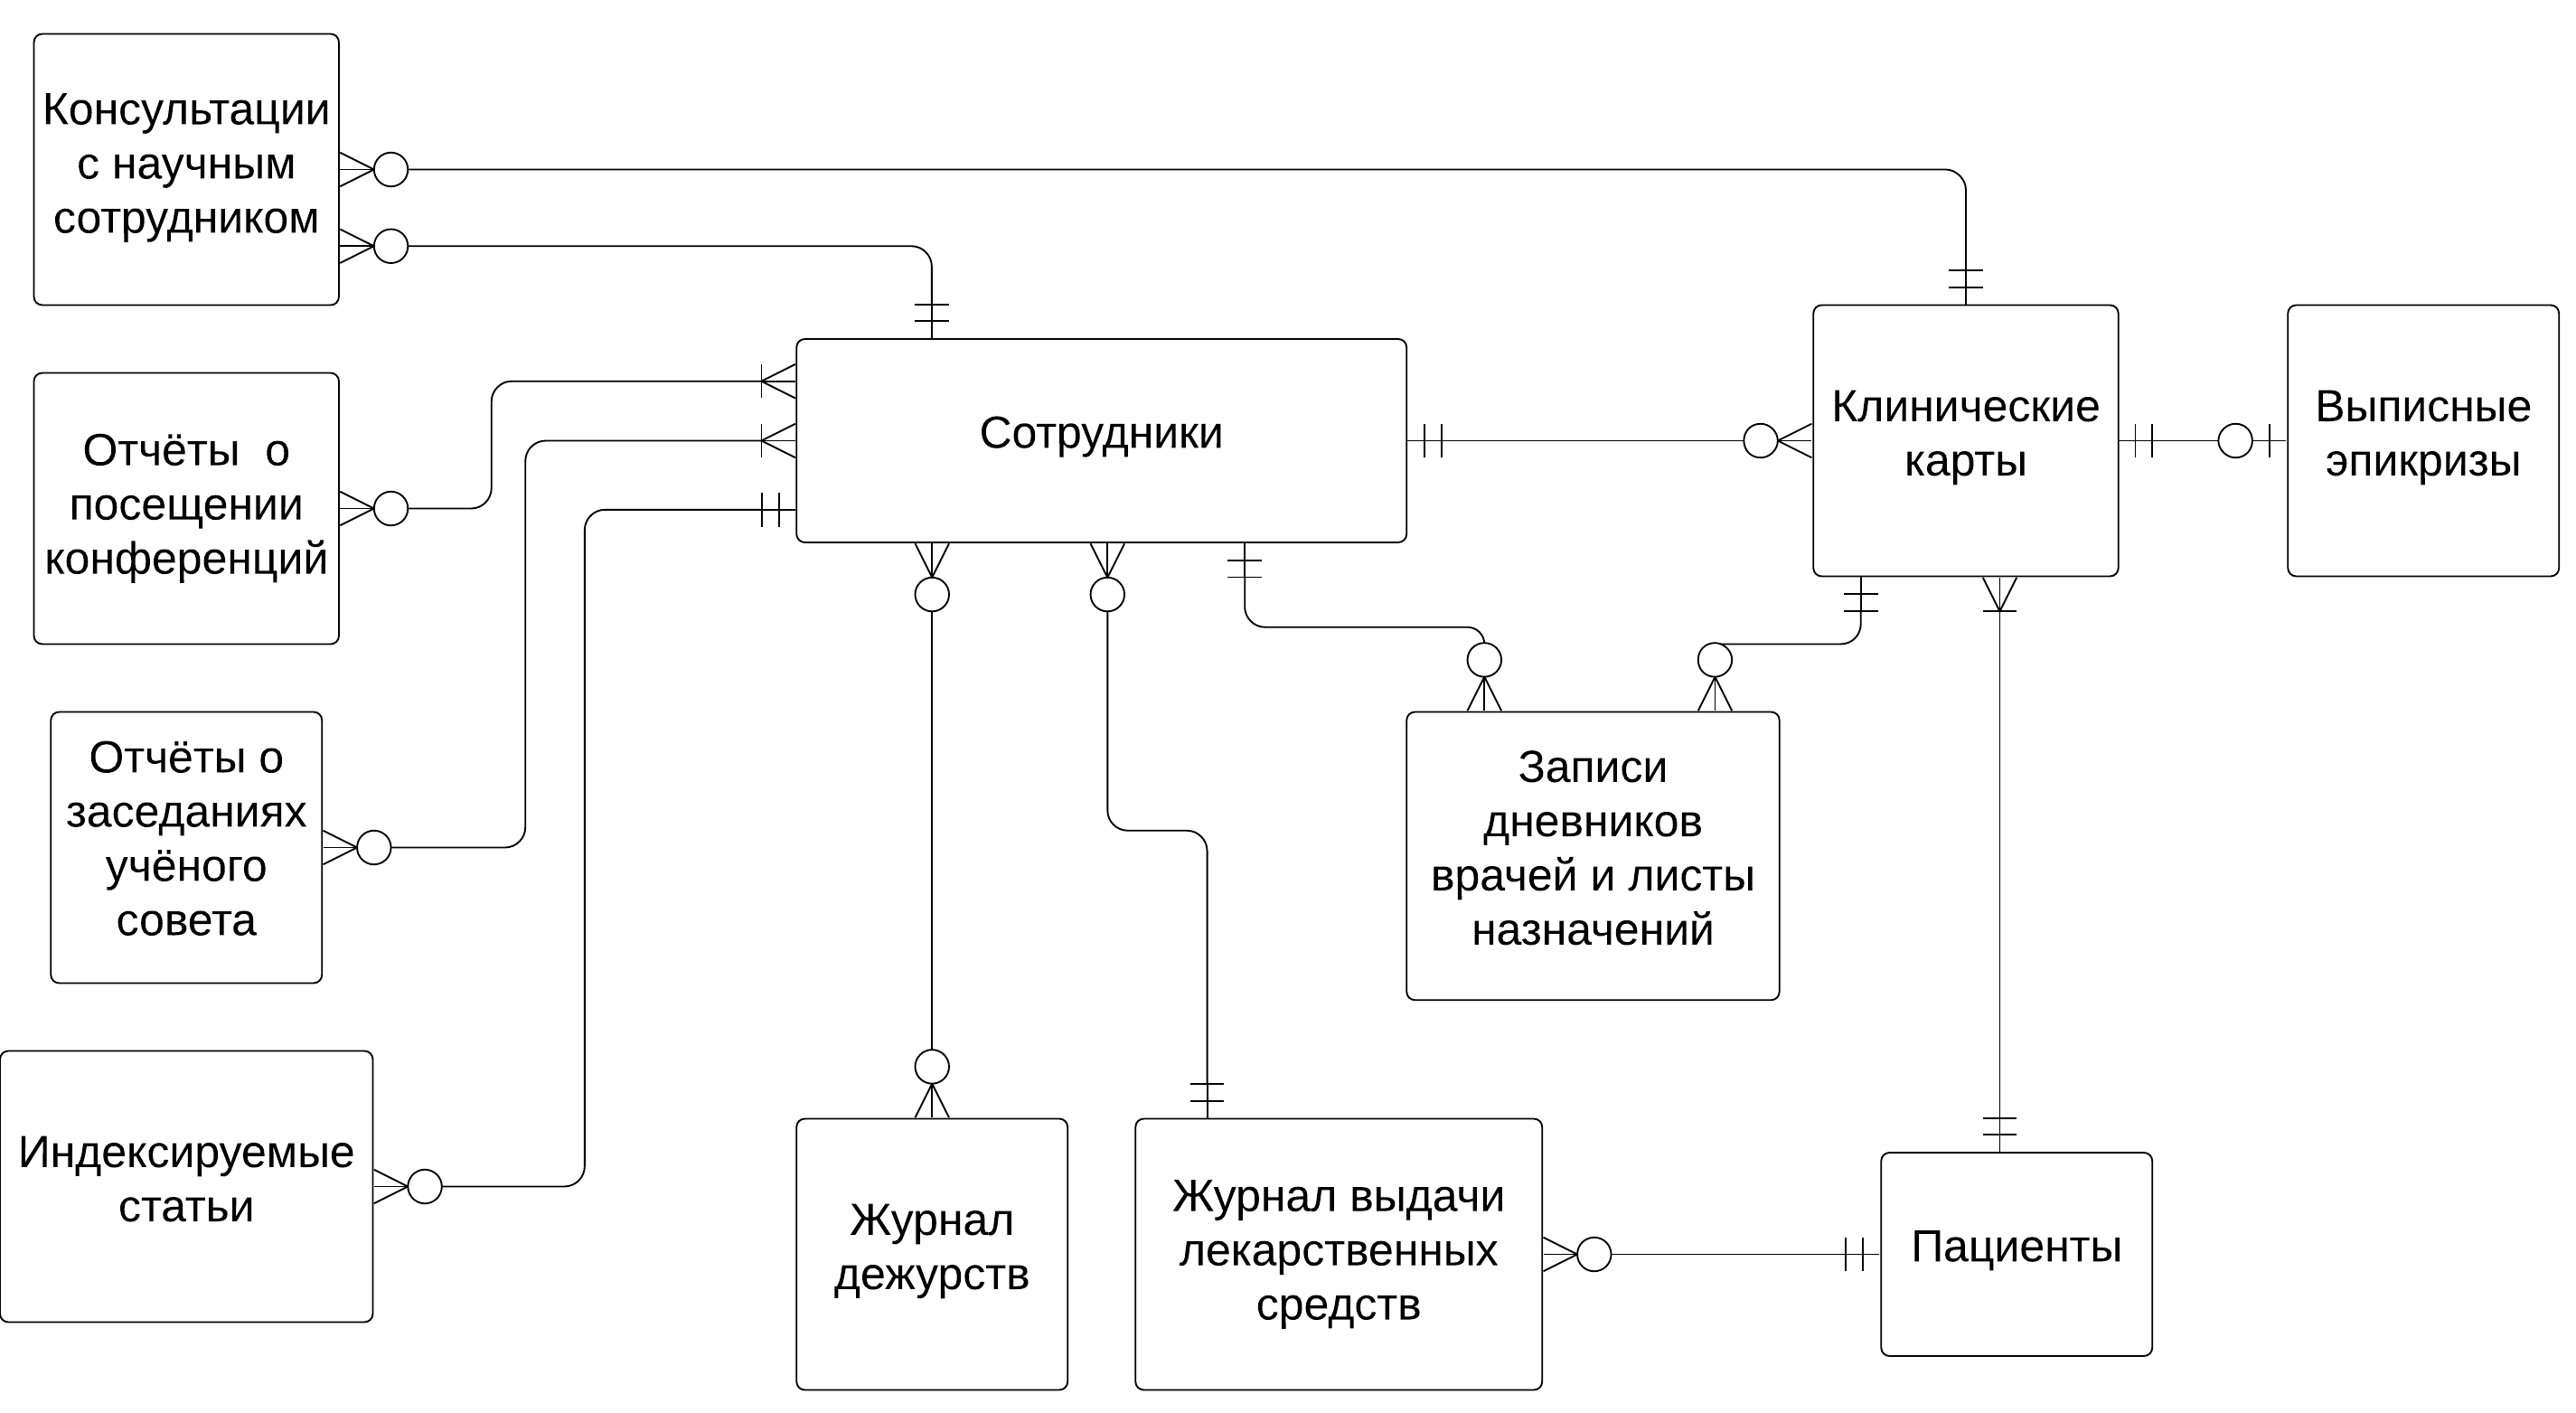 Консультации
с научным
сотрудником
Отчёты  о
посещении
конференций
Сотрудники
Клинические
карты
Выписные
эпикризы
Отчёты о
заседаниях
учёного
совета
Записи
дневников
врачей и листы
назначений
Индексируемые
статьи
Журнал
дежурств
Журнал выдачи
лекарственных
средств
Пациенты